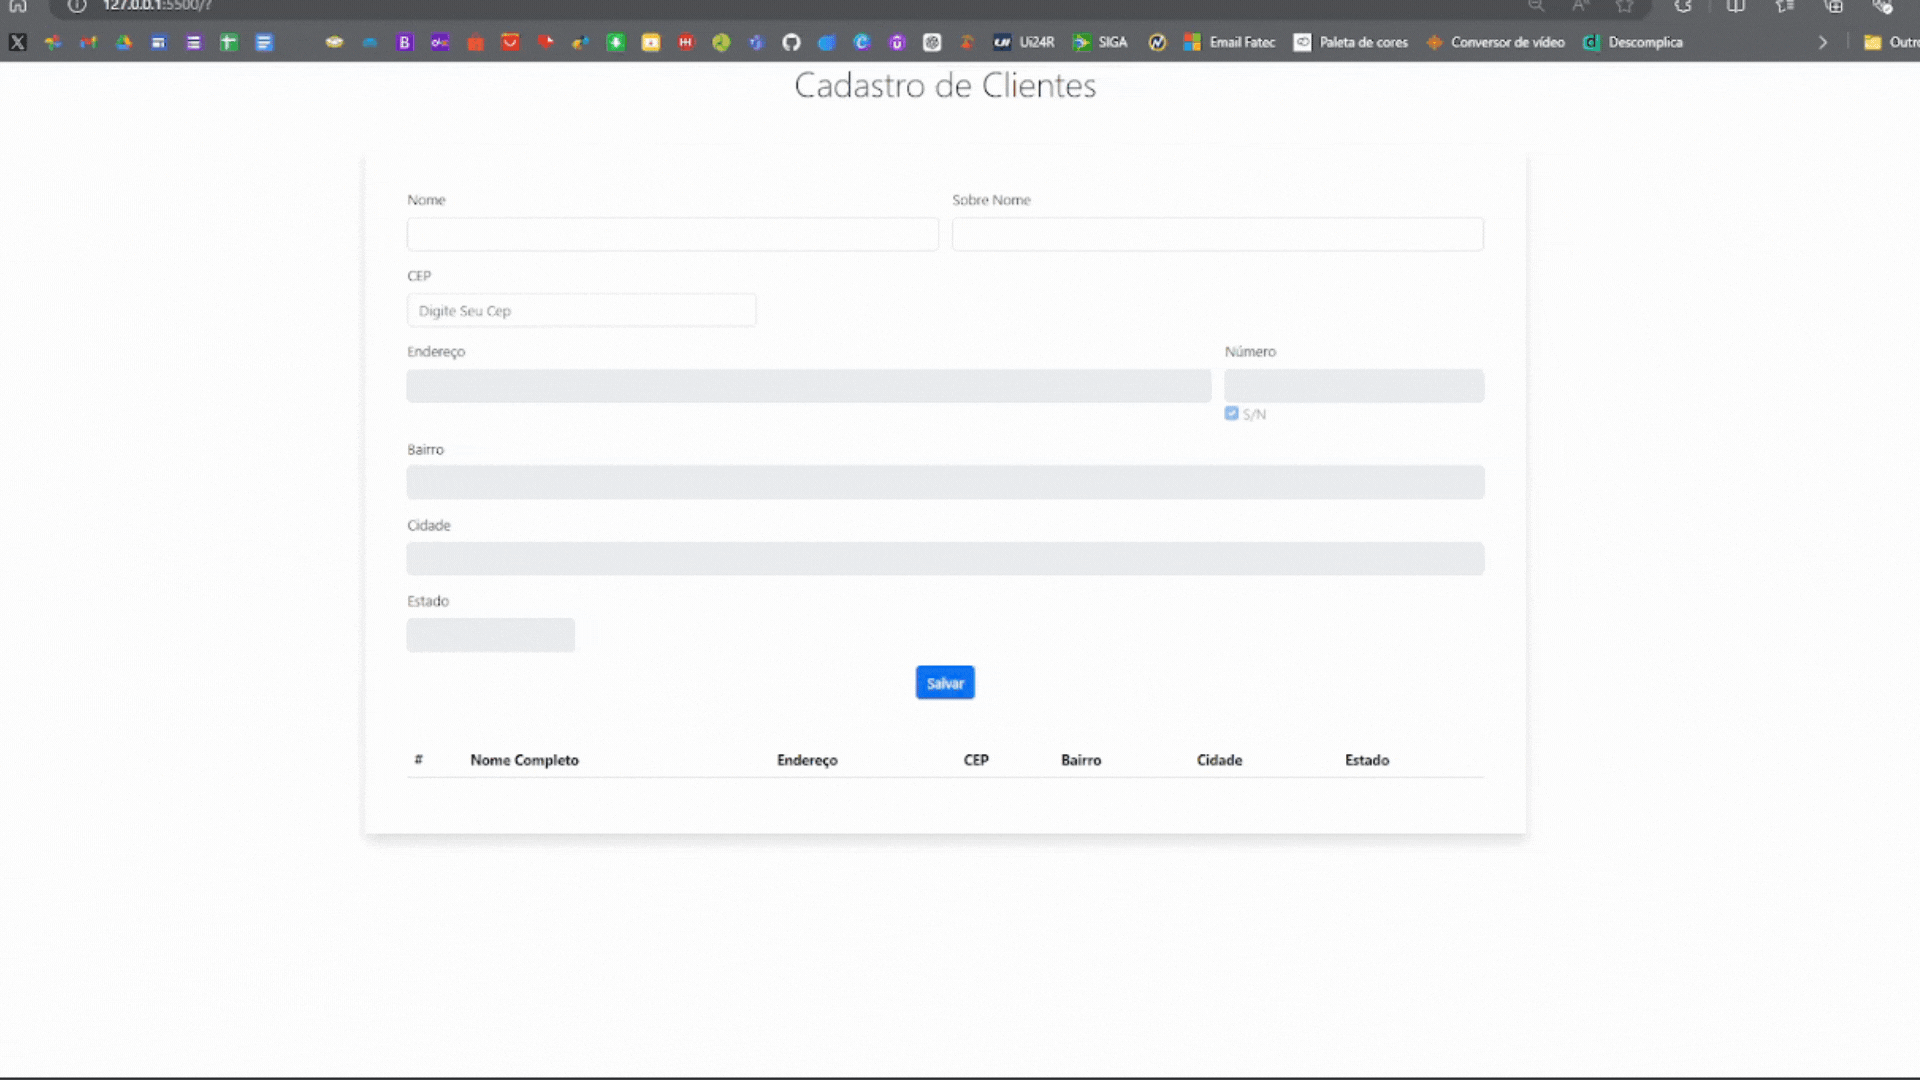 127.0.0.1:5500/?
Ui24R SIGA Email Fatec Paleta de cores Conversor de vídeo Descomplica Outro
Cadastro de Clientes
Nome Sobre Nome
CEP
Digite Seu Cep
Endereço Número
S/N
Bairro
Cidade
Estado
Salvar
# Nome Completo Endereço CEP Bairro Cidade Estado